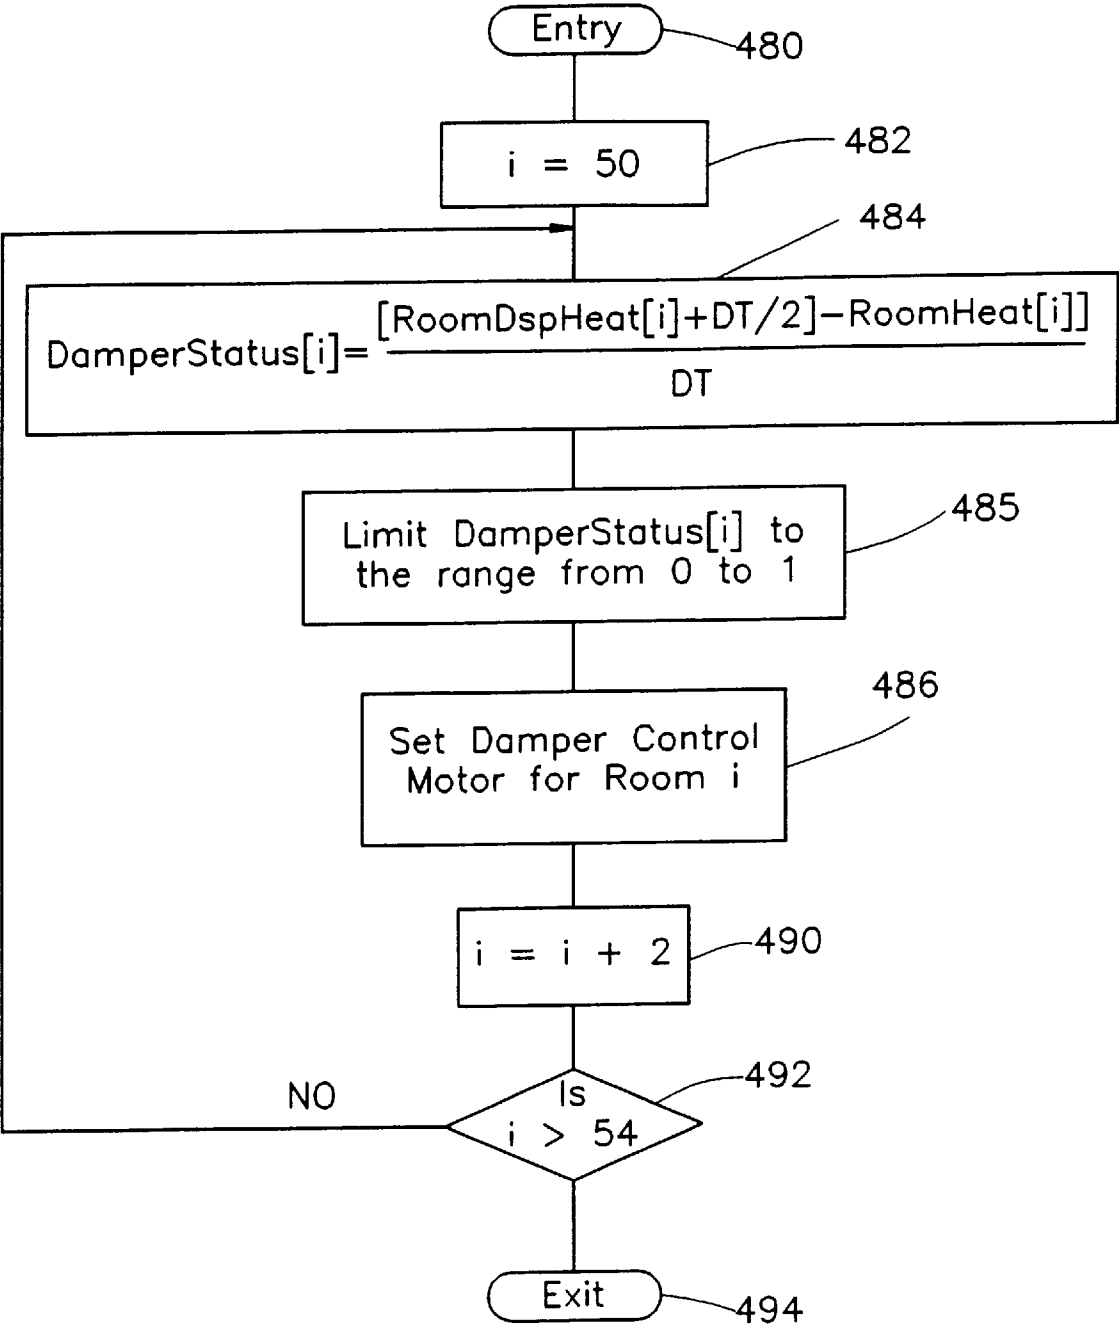 Entry
480
i = 50
482
484
[RoomDspHeat[i]+DT/2]-RoomHeat[i]]
DamperStatus[i]=
DT
485
Limit DamperStatus[i] to
the range from 0 to 1
486
Set Damper Control
Motor for Room i
i = i + 2
490
492
Is
NO
i > 54
Exit
494